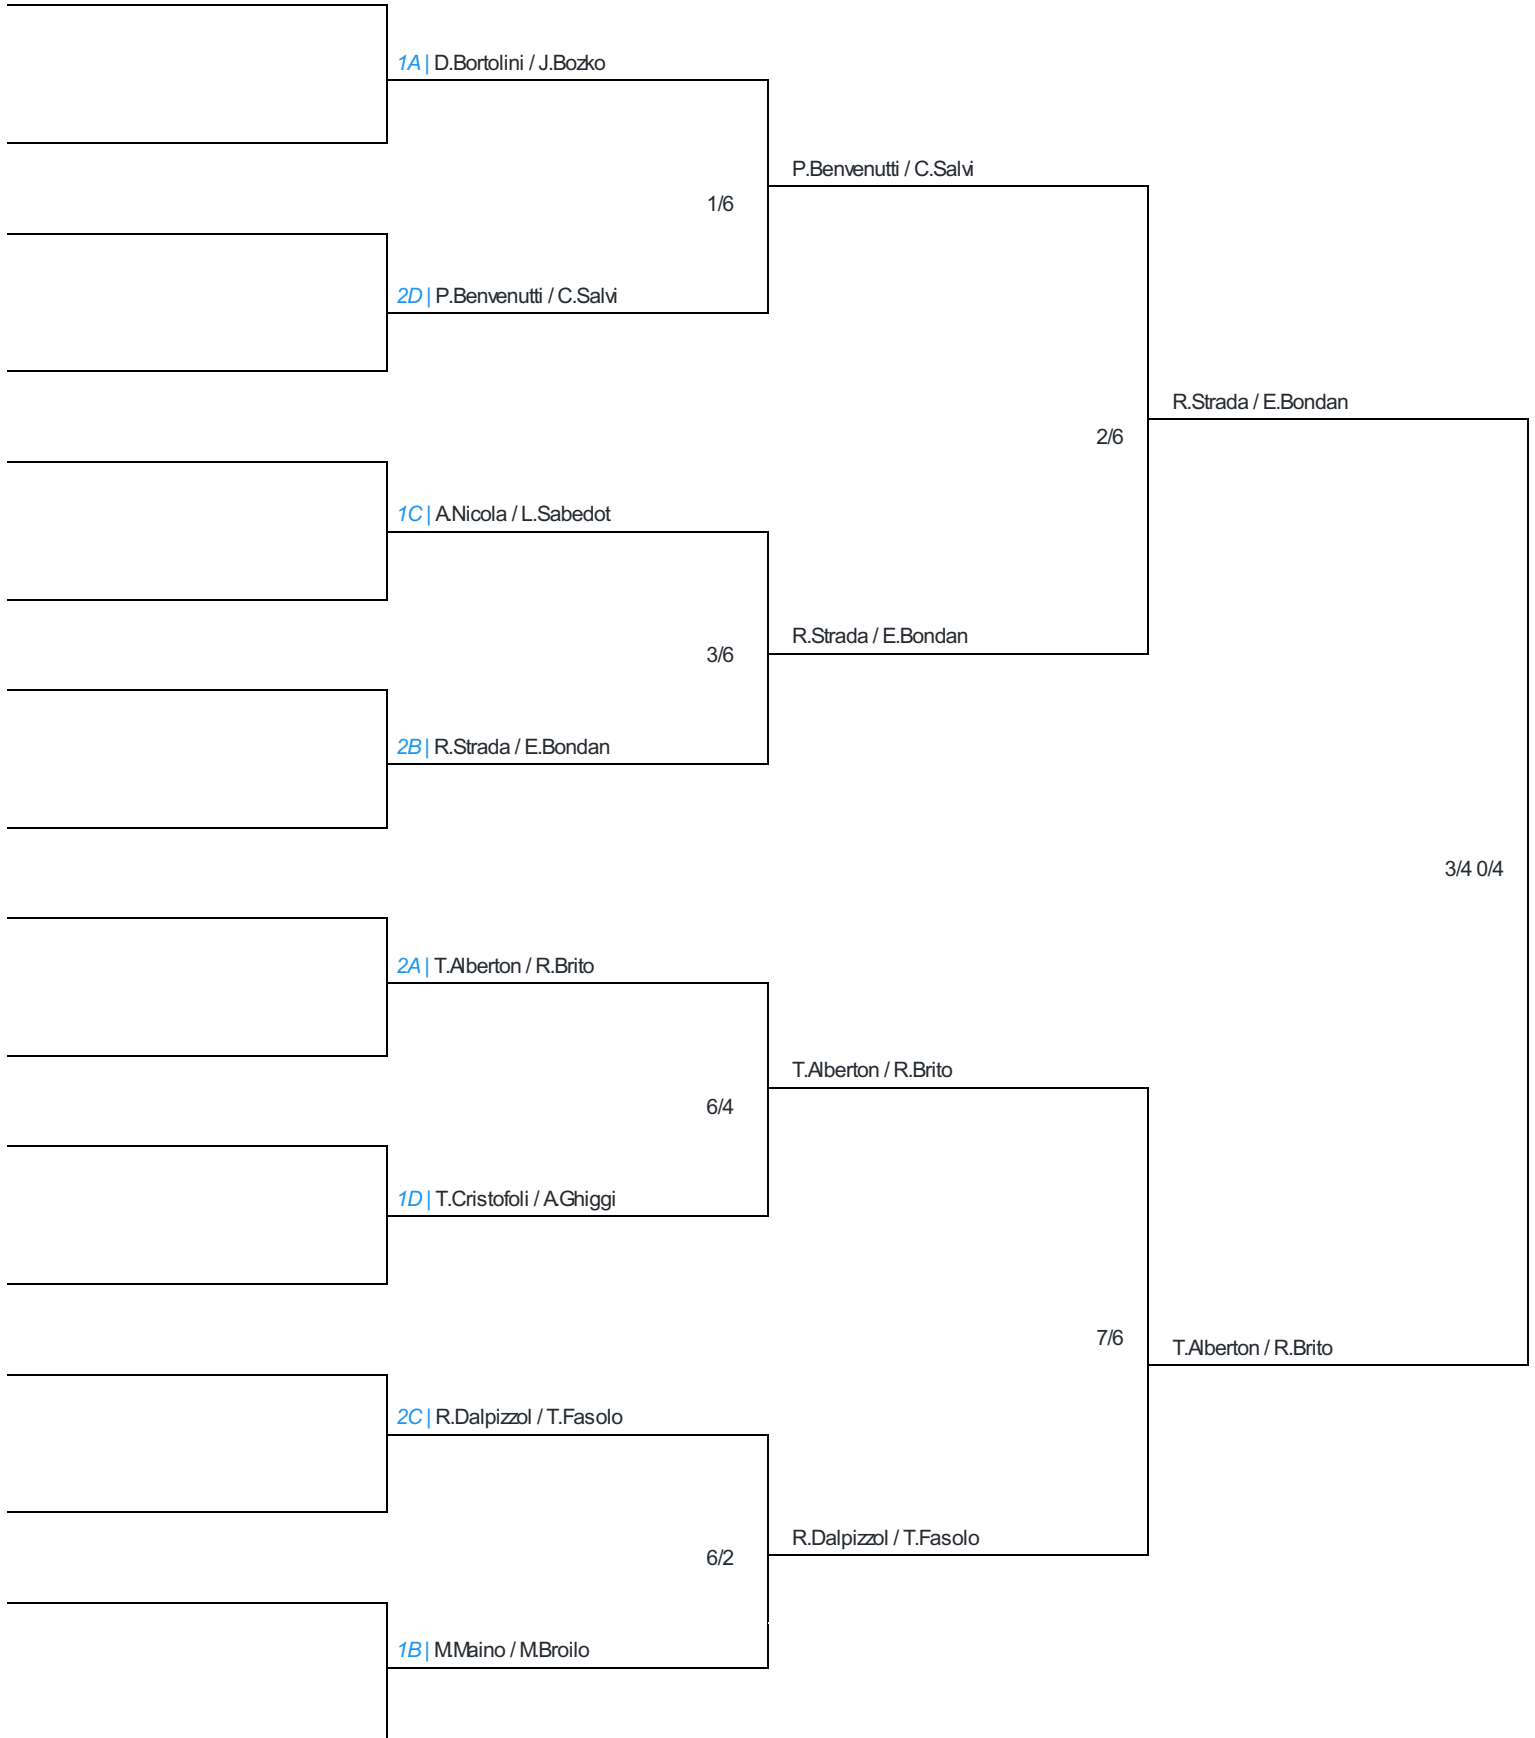 1A | D.Bortolini / J.Bozko
P.Benvenutti / C.Salvi
1/6
2D | P.Benvenutti / C.Salvi
R.Strada / E.Bondan
2/6
1C | A.Nicola / L.Sabedot
R.Strada / E.Bondan
3/6
2B | R.Strada / E.Bondan
3/4 0/4
2A | T.Alberton / R.Brito
T.Alberton / R.Brito
6/4
1D | T.Cristofoli / A.Ghiggi
7/6
T.Alberton / R.Brito
2C | R.Dalpizzol / T.Fasolo
R.Dalpizzol / T.Fasolo
6/2
1B | M.Maino / M.Broilo